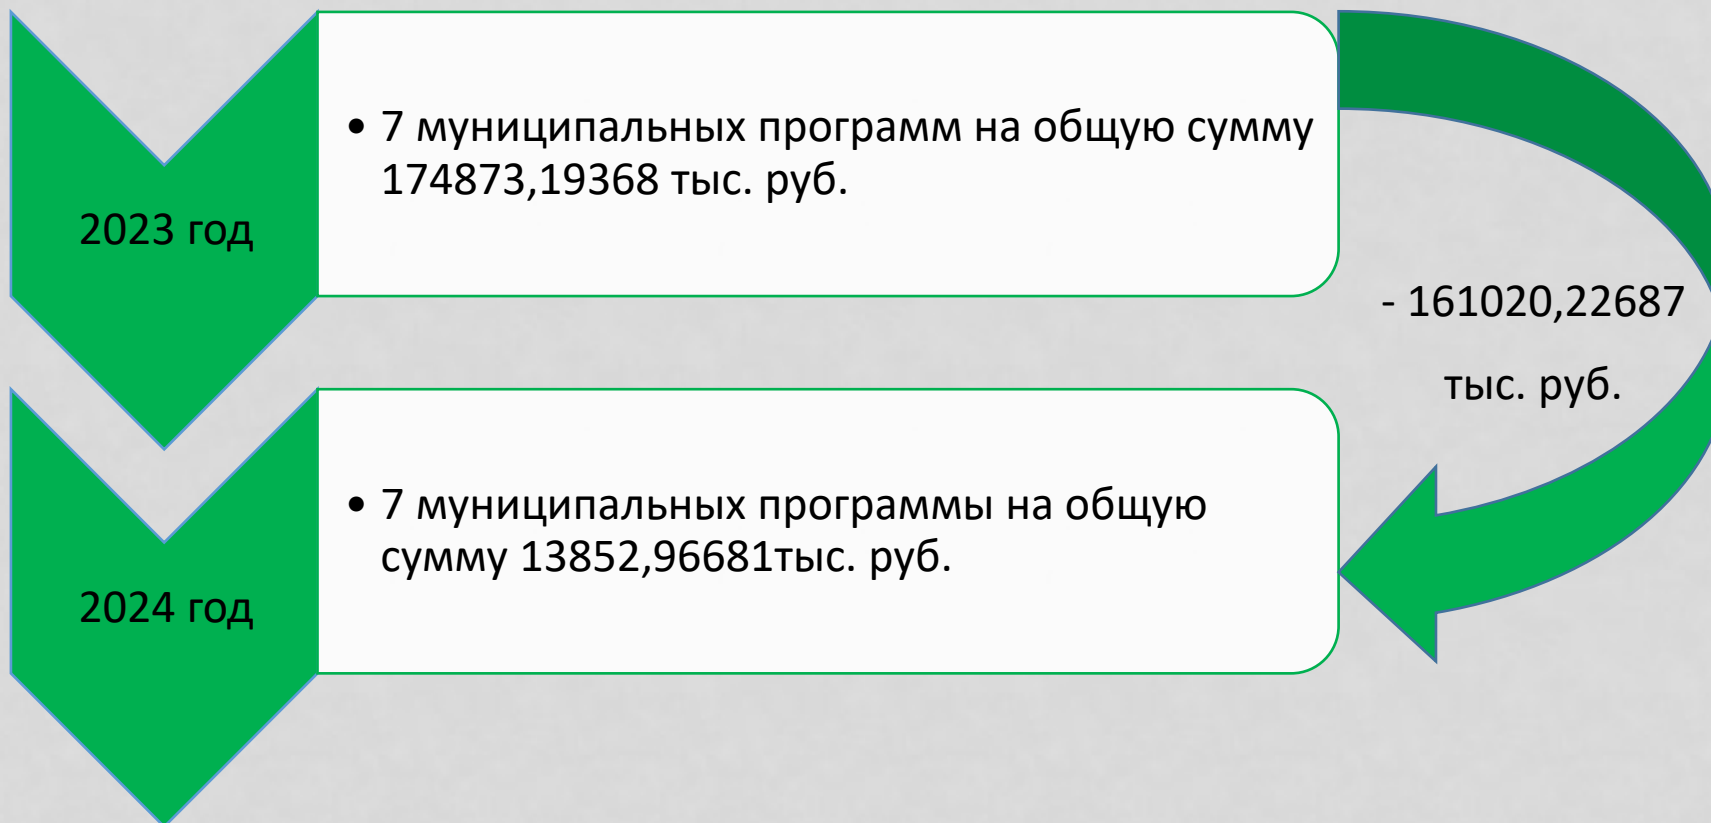 2023 год
• 7 муниципальных программ на общую сумму
174873,19368 тыс. руб.
- 161020,22687
тыс. руб.
2024 год
• 7 муниципальных программы на общую
сумму 13852,96681тыс. руб.